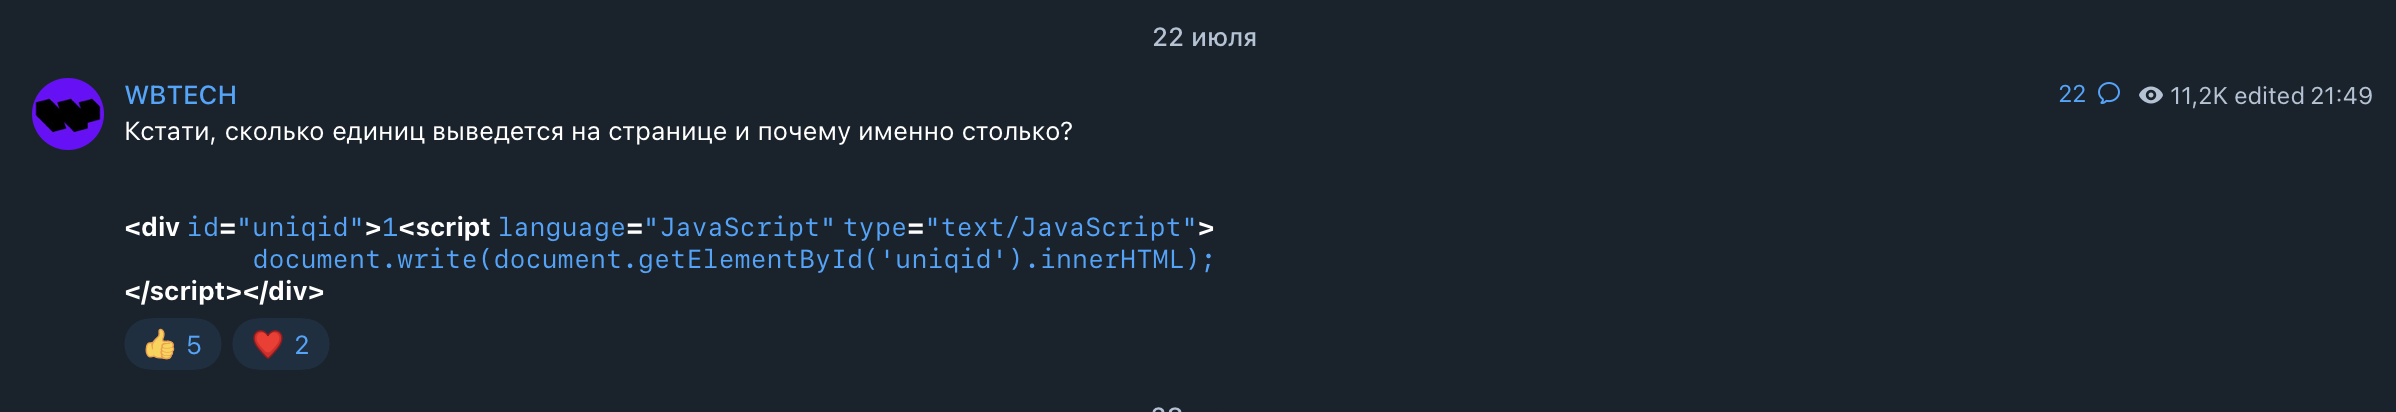 22 июля
WBTECH
22 11,2K edited 21:49
Кстати, сколько единиц выведется на странице и почему именно столько?
<div id="uniqid">1<script language="JavaScript" type="text/JavaScript">
document.write(document.getElementById('uniqid').innerHTML);
</script></div>
5 2